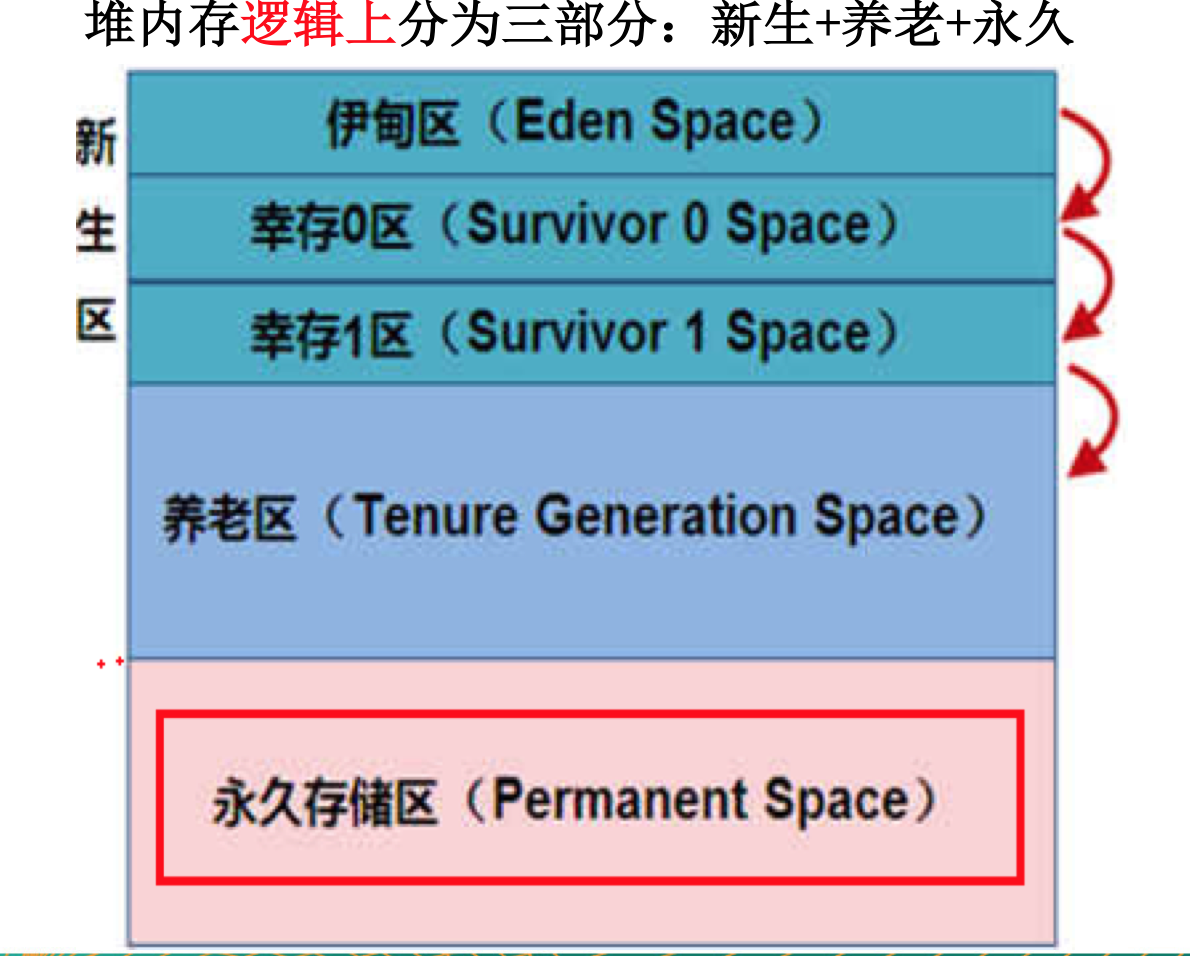 堆内存逻辑上分为三部分：新生+养老+永久
新生区
伊甸区（Eden Space）
幸存0区（Survivor 0 Space）
幸存1区（Survivor 1 Space）
养老区（Tenure Generation Space）
永久存储区（Permanent Space）